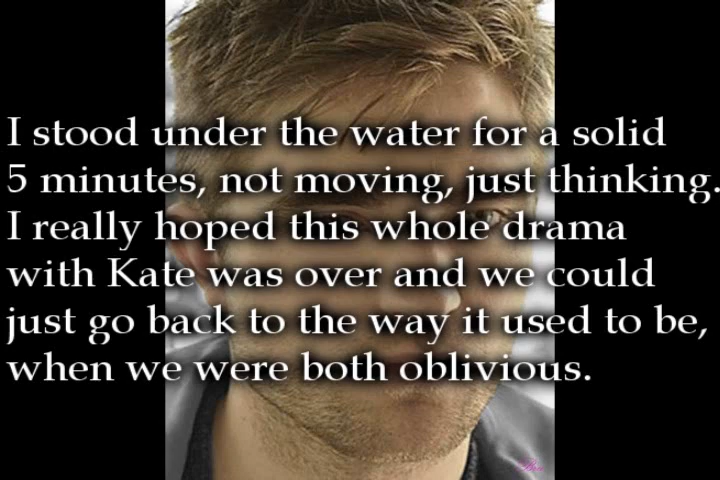 I stood under the water for a solid
5 minutes, not moving, just thinking.
I really hoped this whole drama
with Kate was over and we could
just go back to the way it used to be,
when we were both oblivious.